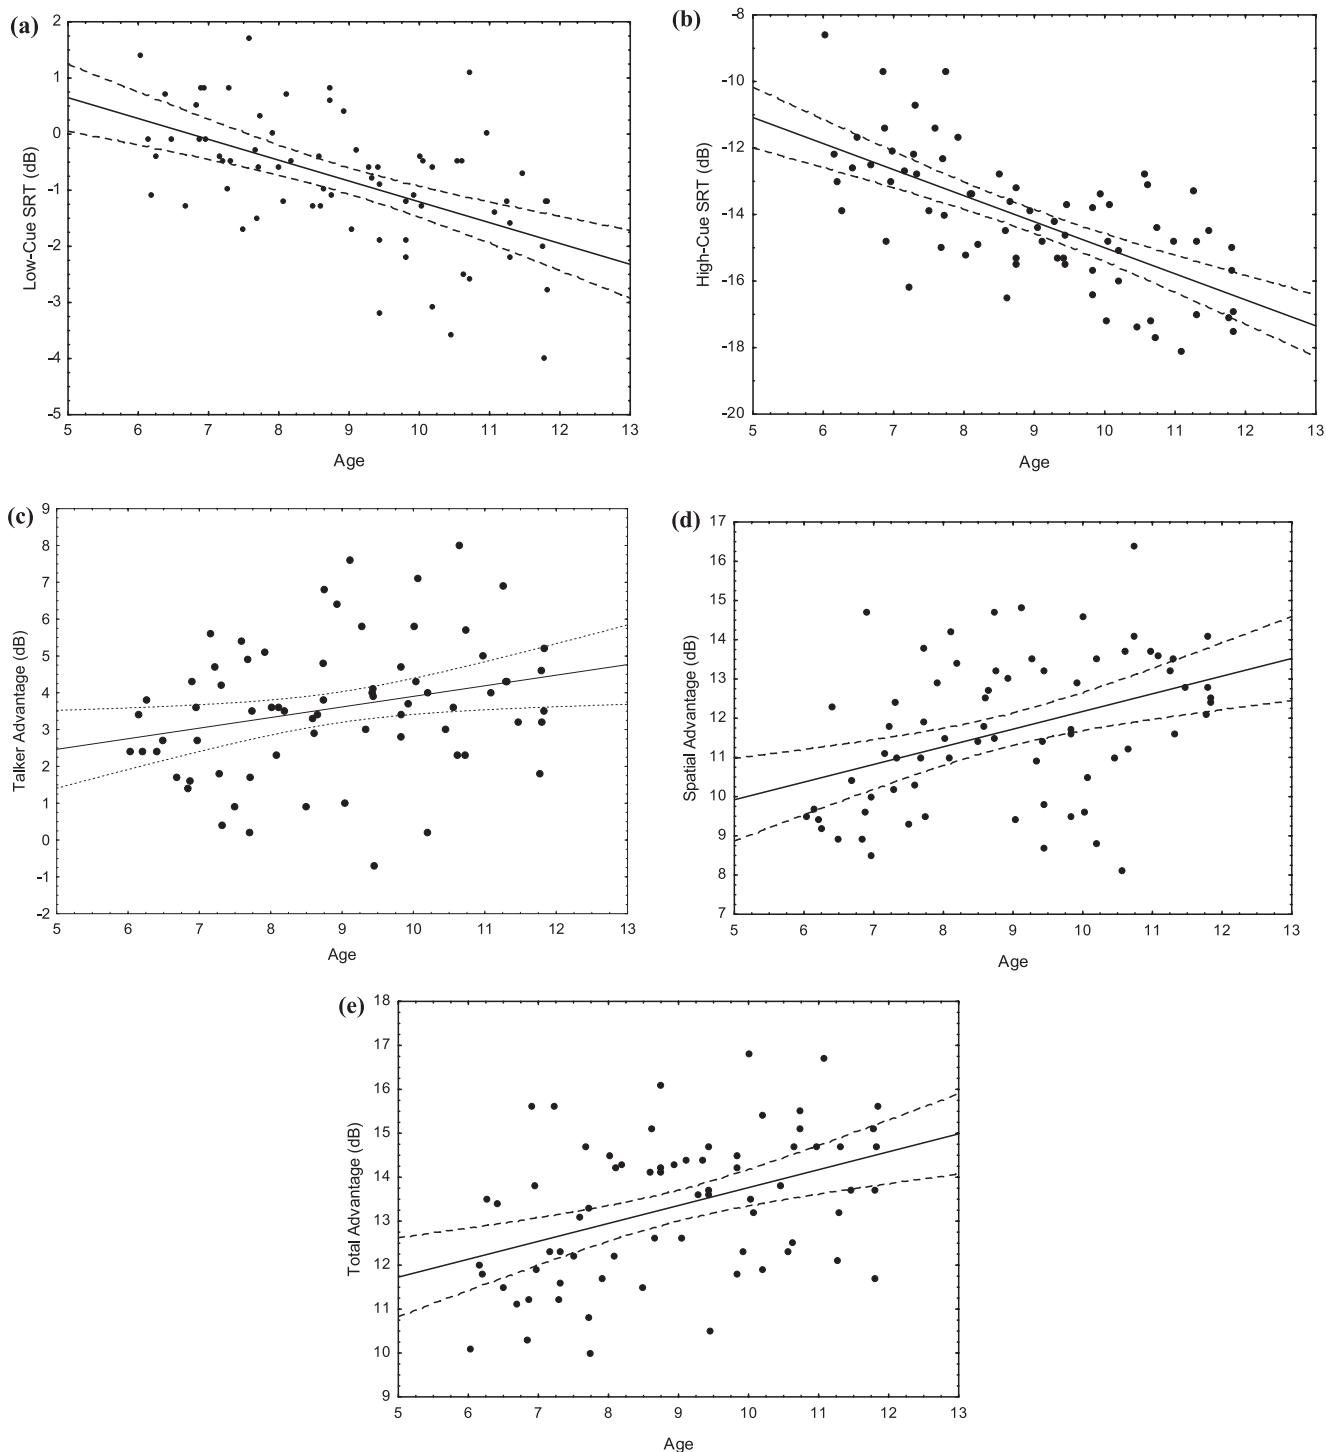 (a)
2
1
0
-1
-2
-3
-4
-5
Low-Cue SRT (dB)
5 6 7 8 9 10 11 12 13
Age
(b)
-8
-10
-12
-14
-16
-18
-20
High-Cue SRT (dB)
5 6 7 8 9 10 11 12 13
Age
(c)
9
8
7
6
5
4
3
2
1
0
-1
-2
Talker Advantage (dB)
5 6 7 8 9 10 11 12 13
Age
(d)
17
16
15
14
13
12
11
10
9
8
7
Spatial Advantage (dB)
5 6 7 8 9 10 11 12 13
Age
(e)
18
17
16
15
14
13
12
11
10
9
Total Advantage (dB)
5 6 7 8 9 10 11 12 13
Age